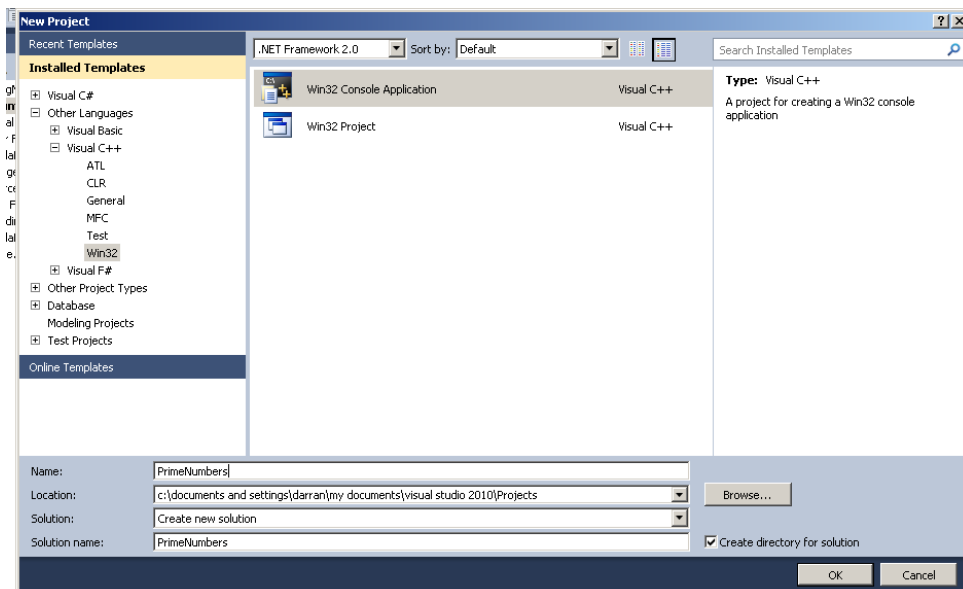 New Project
Recent Templates
Installed Templates
Visual C#
Other Languages
Visual Basic
Visual C++
ATL
CLR
General
MFC
Test
Win32
Visual F#
Other Project Types
Database
Modeling Projects
Test Projects
Online Templates
.NET Framework 2.0
Sort by: Default
Win32 Console Application Visual C++
Win32 Project Visual C++
Search Installed Templates
Type: Visual C++
A project for creating a Win32 console
application
Name: PrimeNumbers
Location: c:\documents and settings\darran\my documents\visual studio 2010\Projects
Browse...
Solution: Create new solution
Solution name: PrimeNumbers
Create directory for solution
OK Cancel